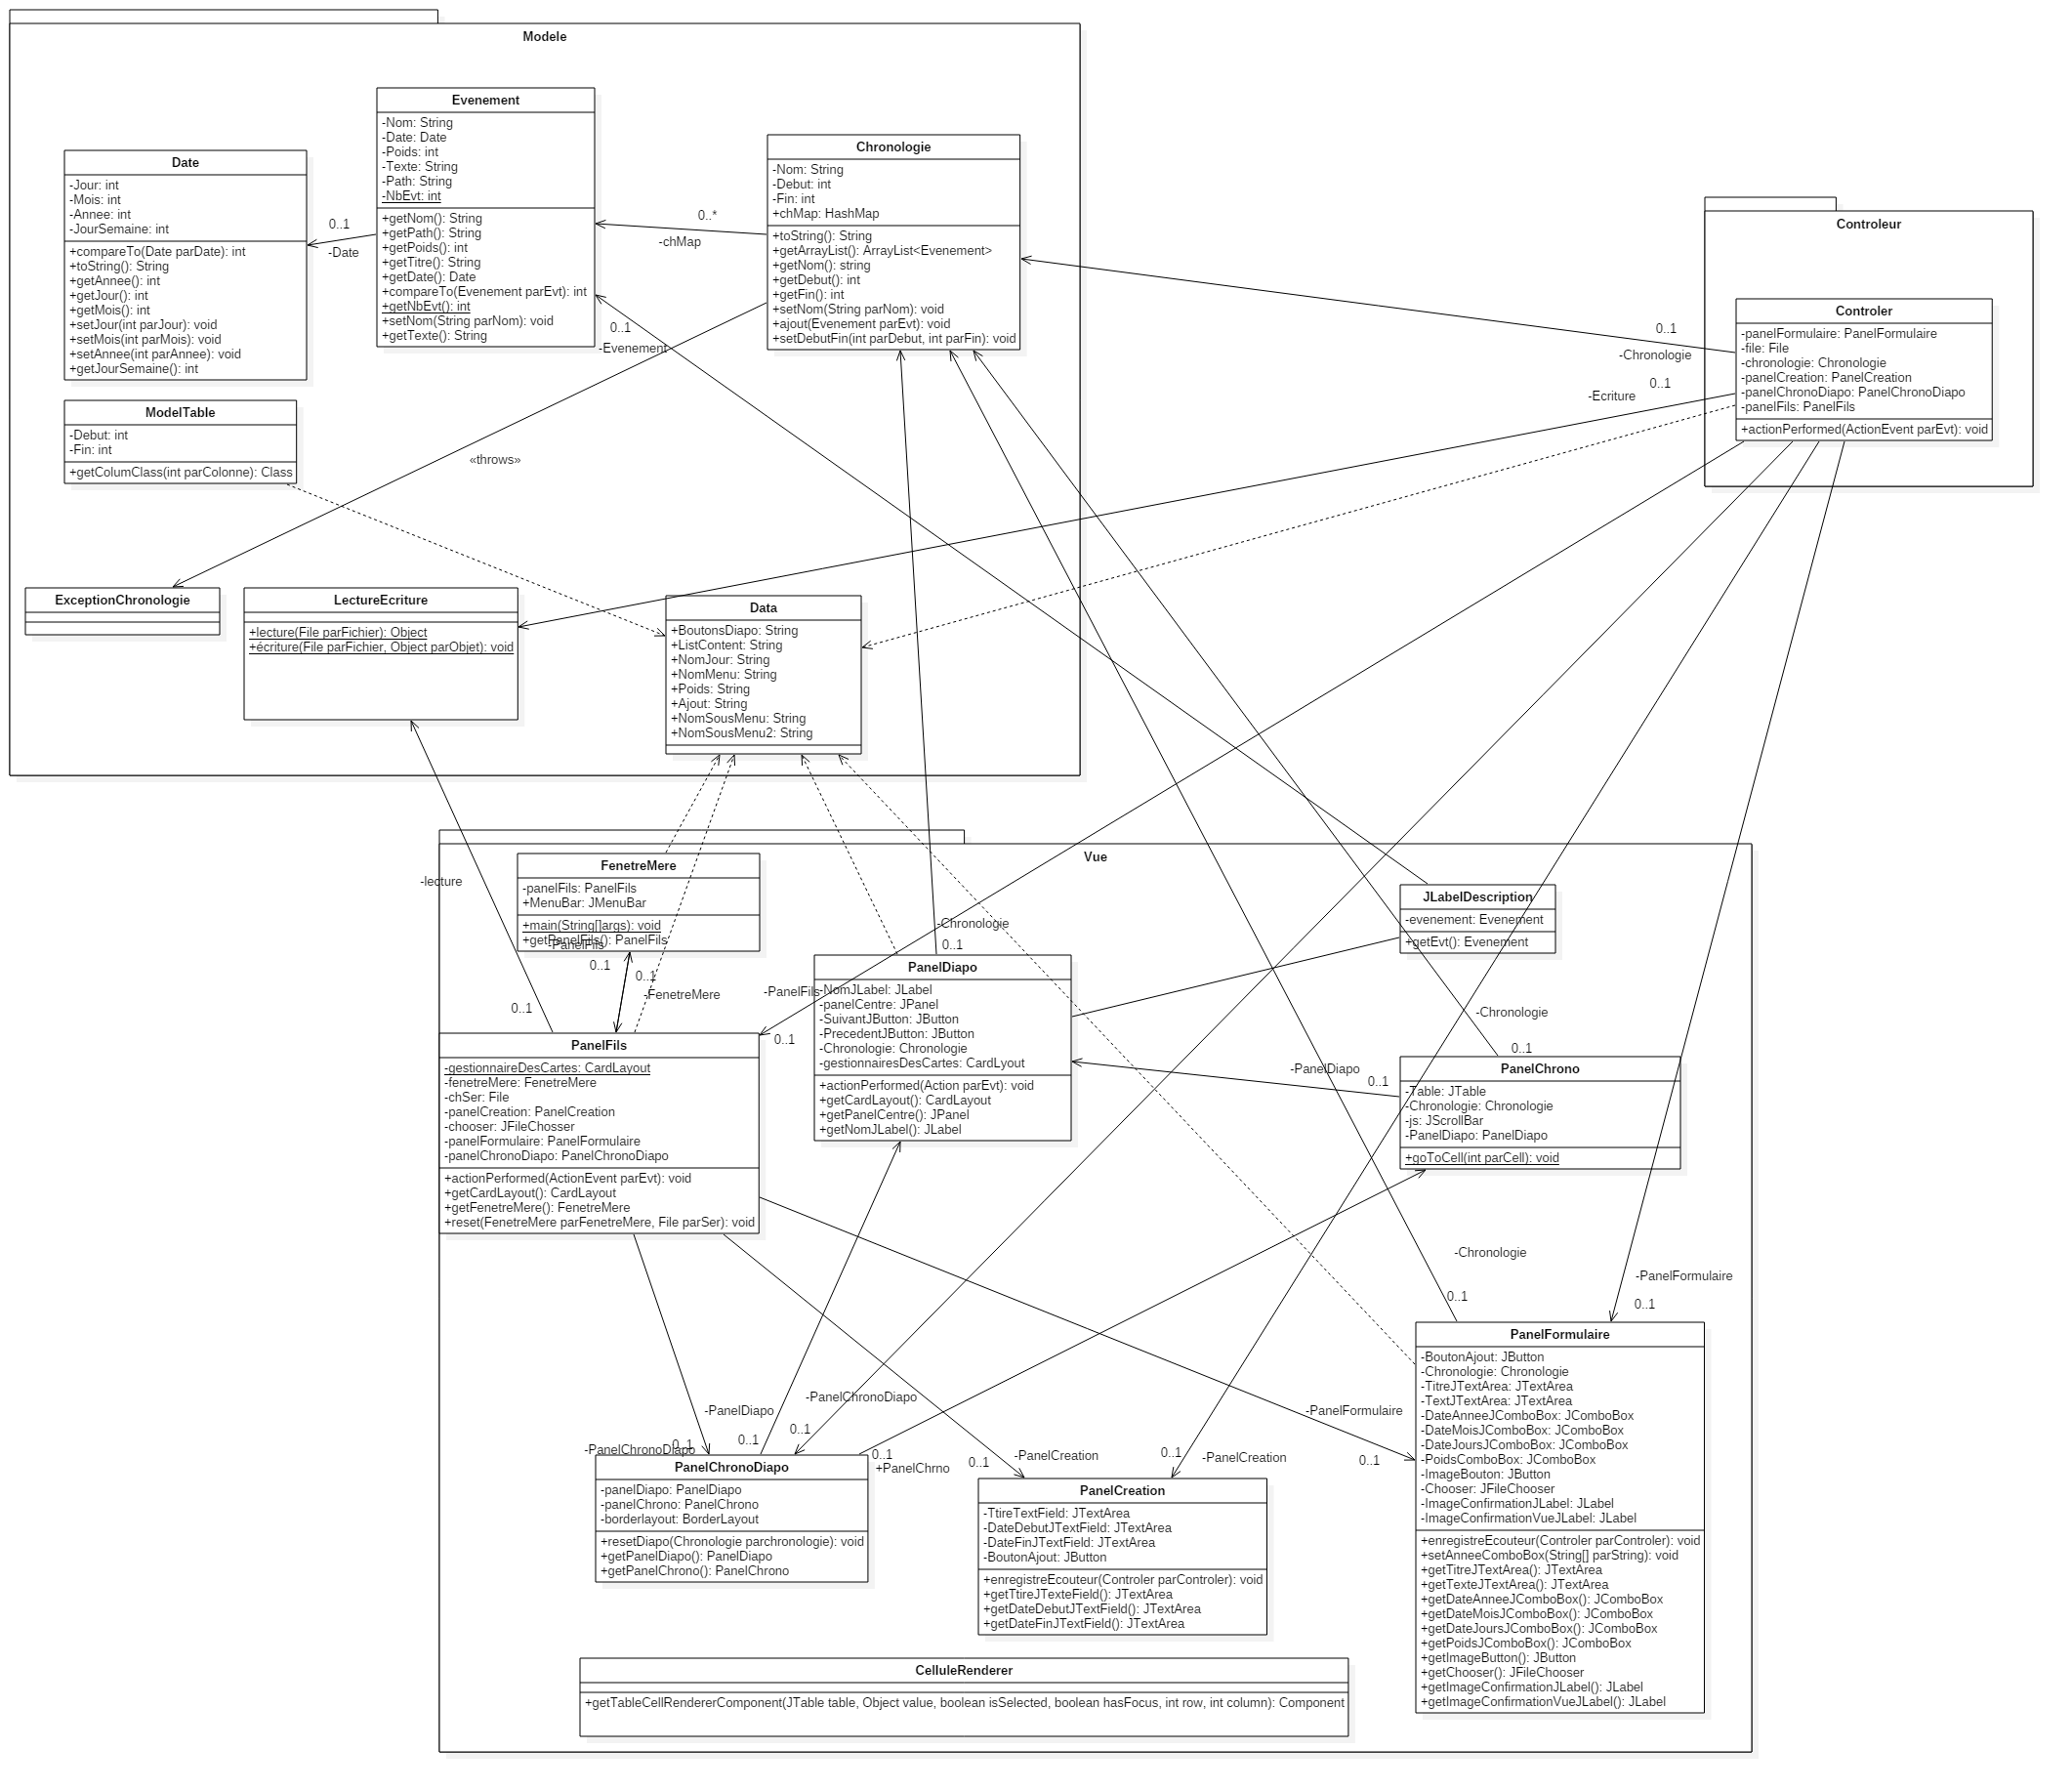 Modele
Evenement
-Nom: String
-Date: Date
-Poids: int
-Texte: String
-Path: String
-NbEvt: int
+getNom(): String
+getPath(): String
+getPoids(): int
+getTitre(): String
+getDate(): Date
+compareTo(Evenement parEvt): int
+getNbEvt(): int
+setNom(String parNom): void
+getTexte(): String
Chronologie
-Nom: String
-Debut: int
-Fin: int
+chMap: HashMap
+toString(): String
+getArrayList(): ArrayList<Evenement>
+getNom(): string
+getDebut(): int
+getFin(): int
+setNom(String parNom): void
+ajout(Evenement parEvt): void
+setDebutFin(int parDebut, int parFin): void
Date
-Jour: int
-Mois: int
-Annee: int
-JourSemaine: int
+compareTo(Date parDate): int
+toString(): String
+getAnnee(): int
+getJour(): int
+getMois(): int
+setJour(int parJour): void
+setMois(int parMois): void
+setAnnee(int parAnnee): void
+getJourSemaine(): int
0..1
-Date
0..*
-chMap
0..1
-Evenement
ModelTable
-Debut: int
-Fin: int
+getColumClass(int parColonne): Class
«throws»
Controleur
Controler
-panelFormulaire: PanelFormulaire
-file: File
-chronologie: Chronologie
-panelCreation: PanelCreation
-panelChronoDiapo: PanelChronoDiapo
-panelFils: PanelFils
+actionPerformed(ActionEvent parEvt): void
0..1
-Chronologie
0..1
-Ecriture
ExceptionChronologie
LectureEcriture
+lecture(File parFichier): Object
+écriture(File parFichier, Object parObjet): void
Data
+BoutonsDiapo: String
+ListContent: String
+NomJour: String
+NomMenu: String
+Poids: String
+Ajout: String
+NomSousMenu: String
+NomSousMenu2: String
Vue
FenetreMere
-panelFils: PanelFils
+MenuBar: JMenuBar
+main(String[]args): void
+getPanelFils(): PanelFils
-lecture
-PanelFils
0..1
0..1
-FenetreMere
0..1
-Chronologie
0..1
JLabelDescription
-evenement: Evenement
+getEvt(): Evenement
PanelDiapo
-NomJLabel: JLabel
-panelCentre: JPanel
-SuivantJButton: JButton
-PrecedentJButton: JButton
-Chronologie: Chronologie
-gestionnairesDesCartes: CardLyout
+actionPerformed(Action parEvt): void
+getCardLayout(): CardLayout
+getPanelCentre(): JPanel
+getNomJLabel(): JLabel
-PanelFils
0..1
PanelFils
-gestionnaireDesCartes: CardLayout
-fenetreMere: FenetreMere
-chSer: File
-panelCreation: PanelCreation
-chooser: JFileChosser
-panelFormulaire: PanelFormulaire
-panelChronoDiapo: PanelChronoDiapo
+actionPerformed(ActionEvent parEvt): void
+getCardLayout(): CardLayout
+getFenetreMere(): FenetreMere
+reset(FenetreMere parFenetreMere, File parSer): void
-Chronologie
0..1
-PanelDiapo
0..1
PanelChrono
-Table: JTable
-Chronologie: Chronologie
-js: JScrollBar
-PanelDiapo: PanelDiapo
+goToCell(int parCell): void
-Chronologie
0..1
-PanelFormulaire
0..1
PanelFormulaire
-BoutonAjout: JButton
-Chronologie: Chronologie
-TitreJTextArea: JTextArea
-TextJTextArea: JTextArea
-DateAnneeJComboBox: JComboBox
-DateMoisJComboBox: JComboBox
-DateJoursJComboBox: JComboBox
-PoidsComboBox: JComboBox
-ImageBouton: JButton
-Chooser: JFileChooser
-ImageConfirmationJLabel: JLabel
-ImageConfirmationVueJLabel: JLabel
+enregistreEcouteur(Controler parControler): void
+setAnneeComboBox(String[] parString): void
+getTitreJTextArea(): JTextArea
+getTexteJTextArea(): JTextArea
+getDateAnneeJComboBox(): JComboBox
+getDateMoisJComboBox(): JComboBox
+getDateJoursJComboBox(): JComboBox
+getPoidsJComboBox(): JComboBox
+getImageButton(): JButton
+getChooser(): JFileChooser
+getImageConfirmationJLabel(): JLabel
+getImageConfirmationVueJLabel(): JLabel
-PanelDiapo
0..1
-PanelChronoDiapo
0..1
-PanelChronoDiapo
0..1
0..1
+PanelChrno
-PanelCreation
0..1
0..1
-PanelCreation
-PanelFormulaire
0..1
PanelChronoDiapo
-panelDiapo: PanelDiapo
-panelChrono: PanelChrono
-borderlayout: BorderLayout
+resetDiapo(Chronologie parchronologie): void
+getPanelDiapo(): PanelDiapo
+getPanelChrono(): PanelChrono
PanelCreation
-TtireTextField: JTextArea
-DateDebutJTextField: JTextArea
-DateFinJTextField: JTextArea
-BoutonAjout: JButton
+enregistreEcouteur(Controler parControler): void
+getTtireJTexteField(): JTextArea
+getDateDebutJTextField(): JTextArea
+getDateFinJTextField(): JTextArea
CelluleRenderer
+getTableCellRendererComponent(JTable table, Object value, boolean isSelected, boolean hasFocus, int row, int column): Component